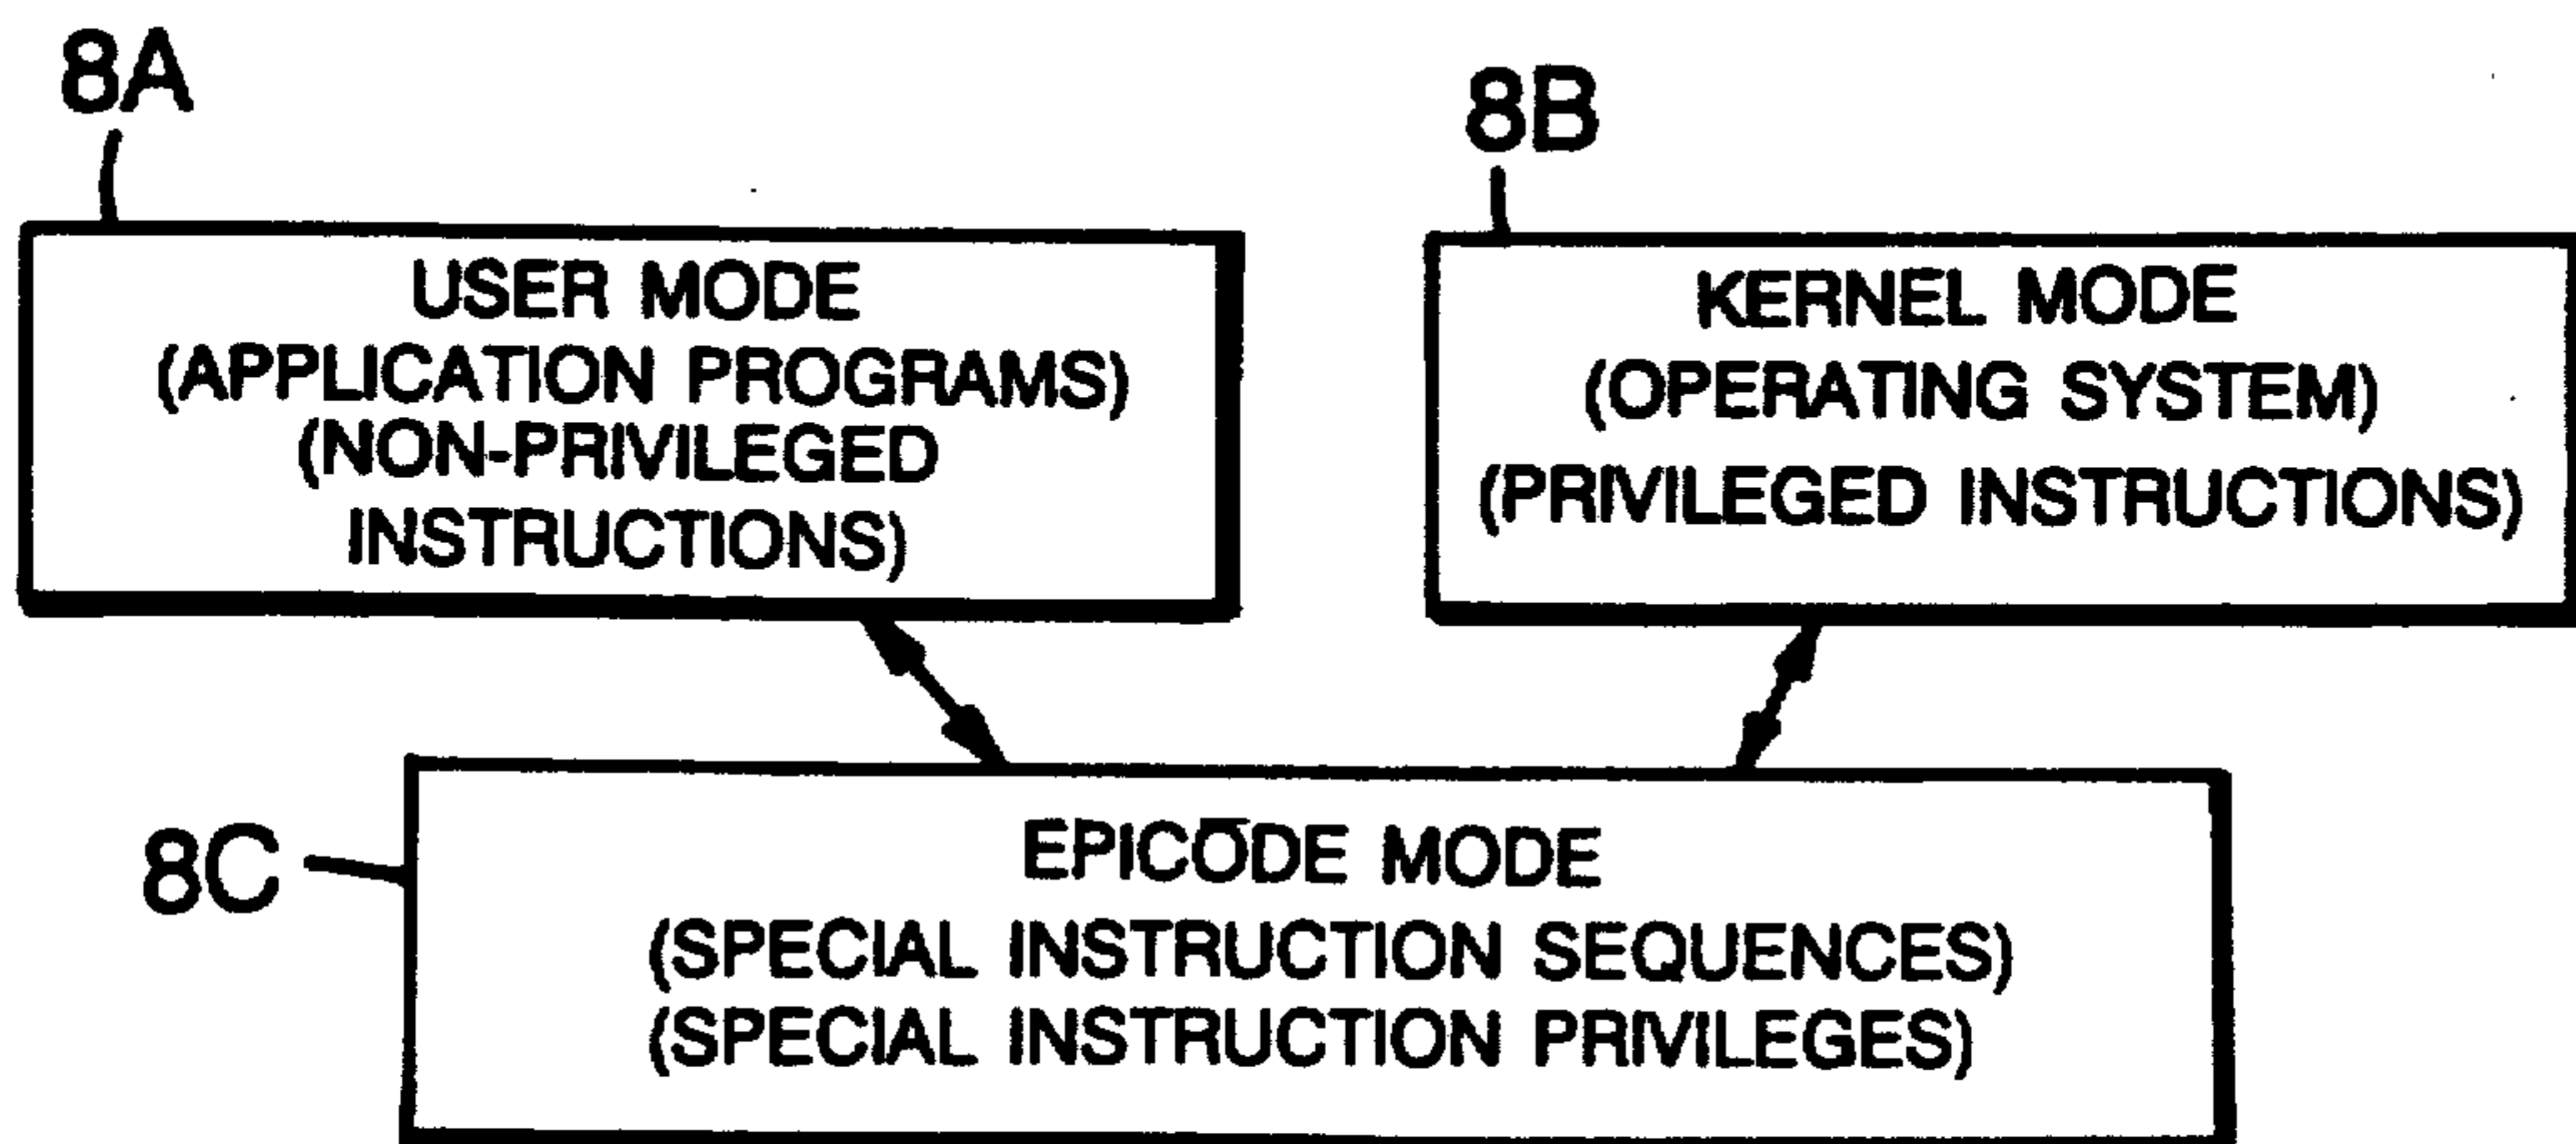 8A
8B
USER MODE
(APPLICATION PROGRAMS)
(NON-PRIVILEGED
INSTRUCTIONS)
KERNEL MODE
(OPERATING SYSTEM)
(PRIVILEGED INSTRUCTIONS)
8C
EPICODE MODE
(SPECIAL INSTRUCTION SEQUENCES)
(SPECIAL INSTRUCTION PRIVILEGES)